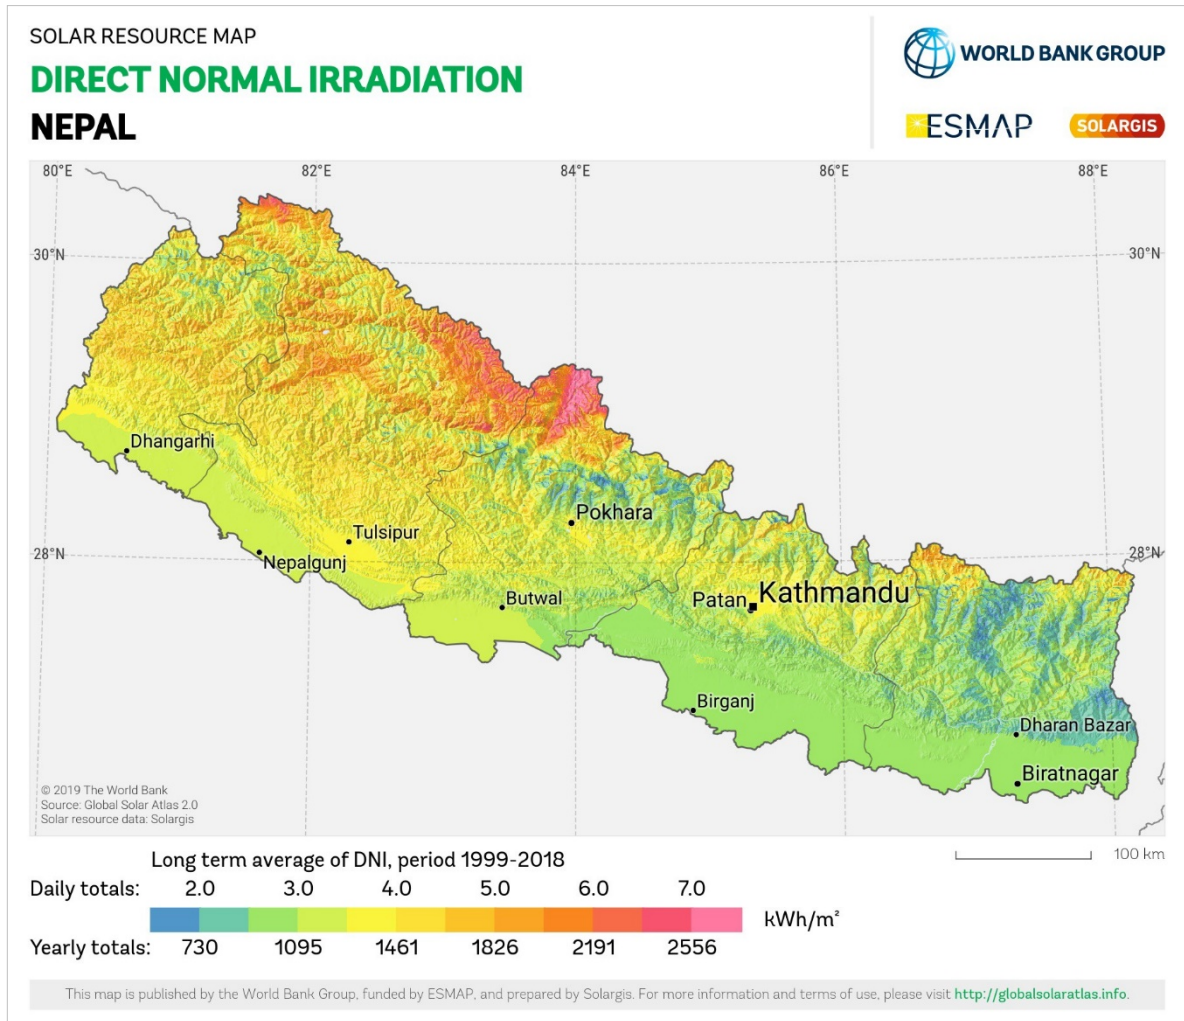 SOLAR RESOURCE MAP
DIRECT NORMAL IRRADIATION
NEPAL
WORLD BANK GROUP
ESMAP
SOLARGIS
80°E 82°E 84°E 86°E 88°E
30°N 30°N
Dhangarhi
Pokhara
Tulsipur
28°N 28°N
Nepalgunj
Butwal
Patan Kathmandu
Birganj
Dharan Bazar
Biratnagar
© 2019 The World Bank
Source: Global Solar Atlas 2.0
Solar resource data: Solargis
100 km
Long term average of DNI, period 1999-2018
Daily totals: 2.0 3.0 4.0 5.0 6.0 7.0
kWh/m²
Yearly totals: 730 1095 1461 1826 2191 2556
This map is published by the World Bank Group, funded by ESMAP, and prepared by Solargis. For more information and terms of use, please visit http://globalsolaratlas.info.